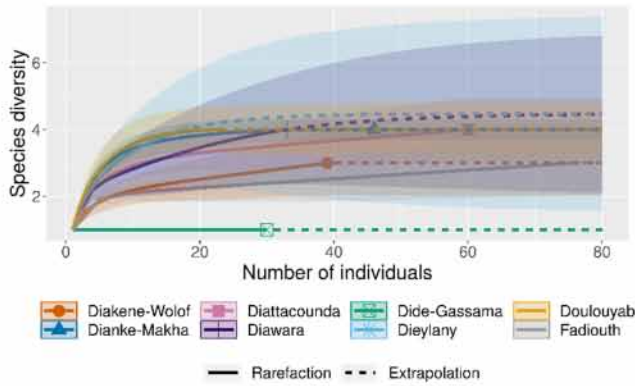 Species diversity
6
4
2
0 20 40 60 80
Number of individuals
Diakene-Wolof Diattacounda Dide-Gassama Doulouyab
Dianke-Makha Diawara Dieylany Fadiouth
Rarefaction Extrapolation